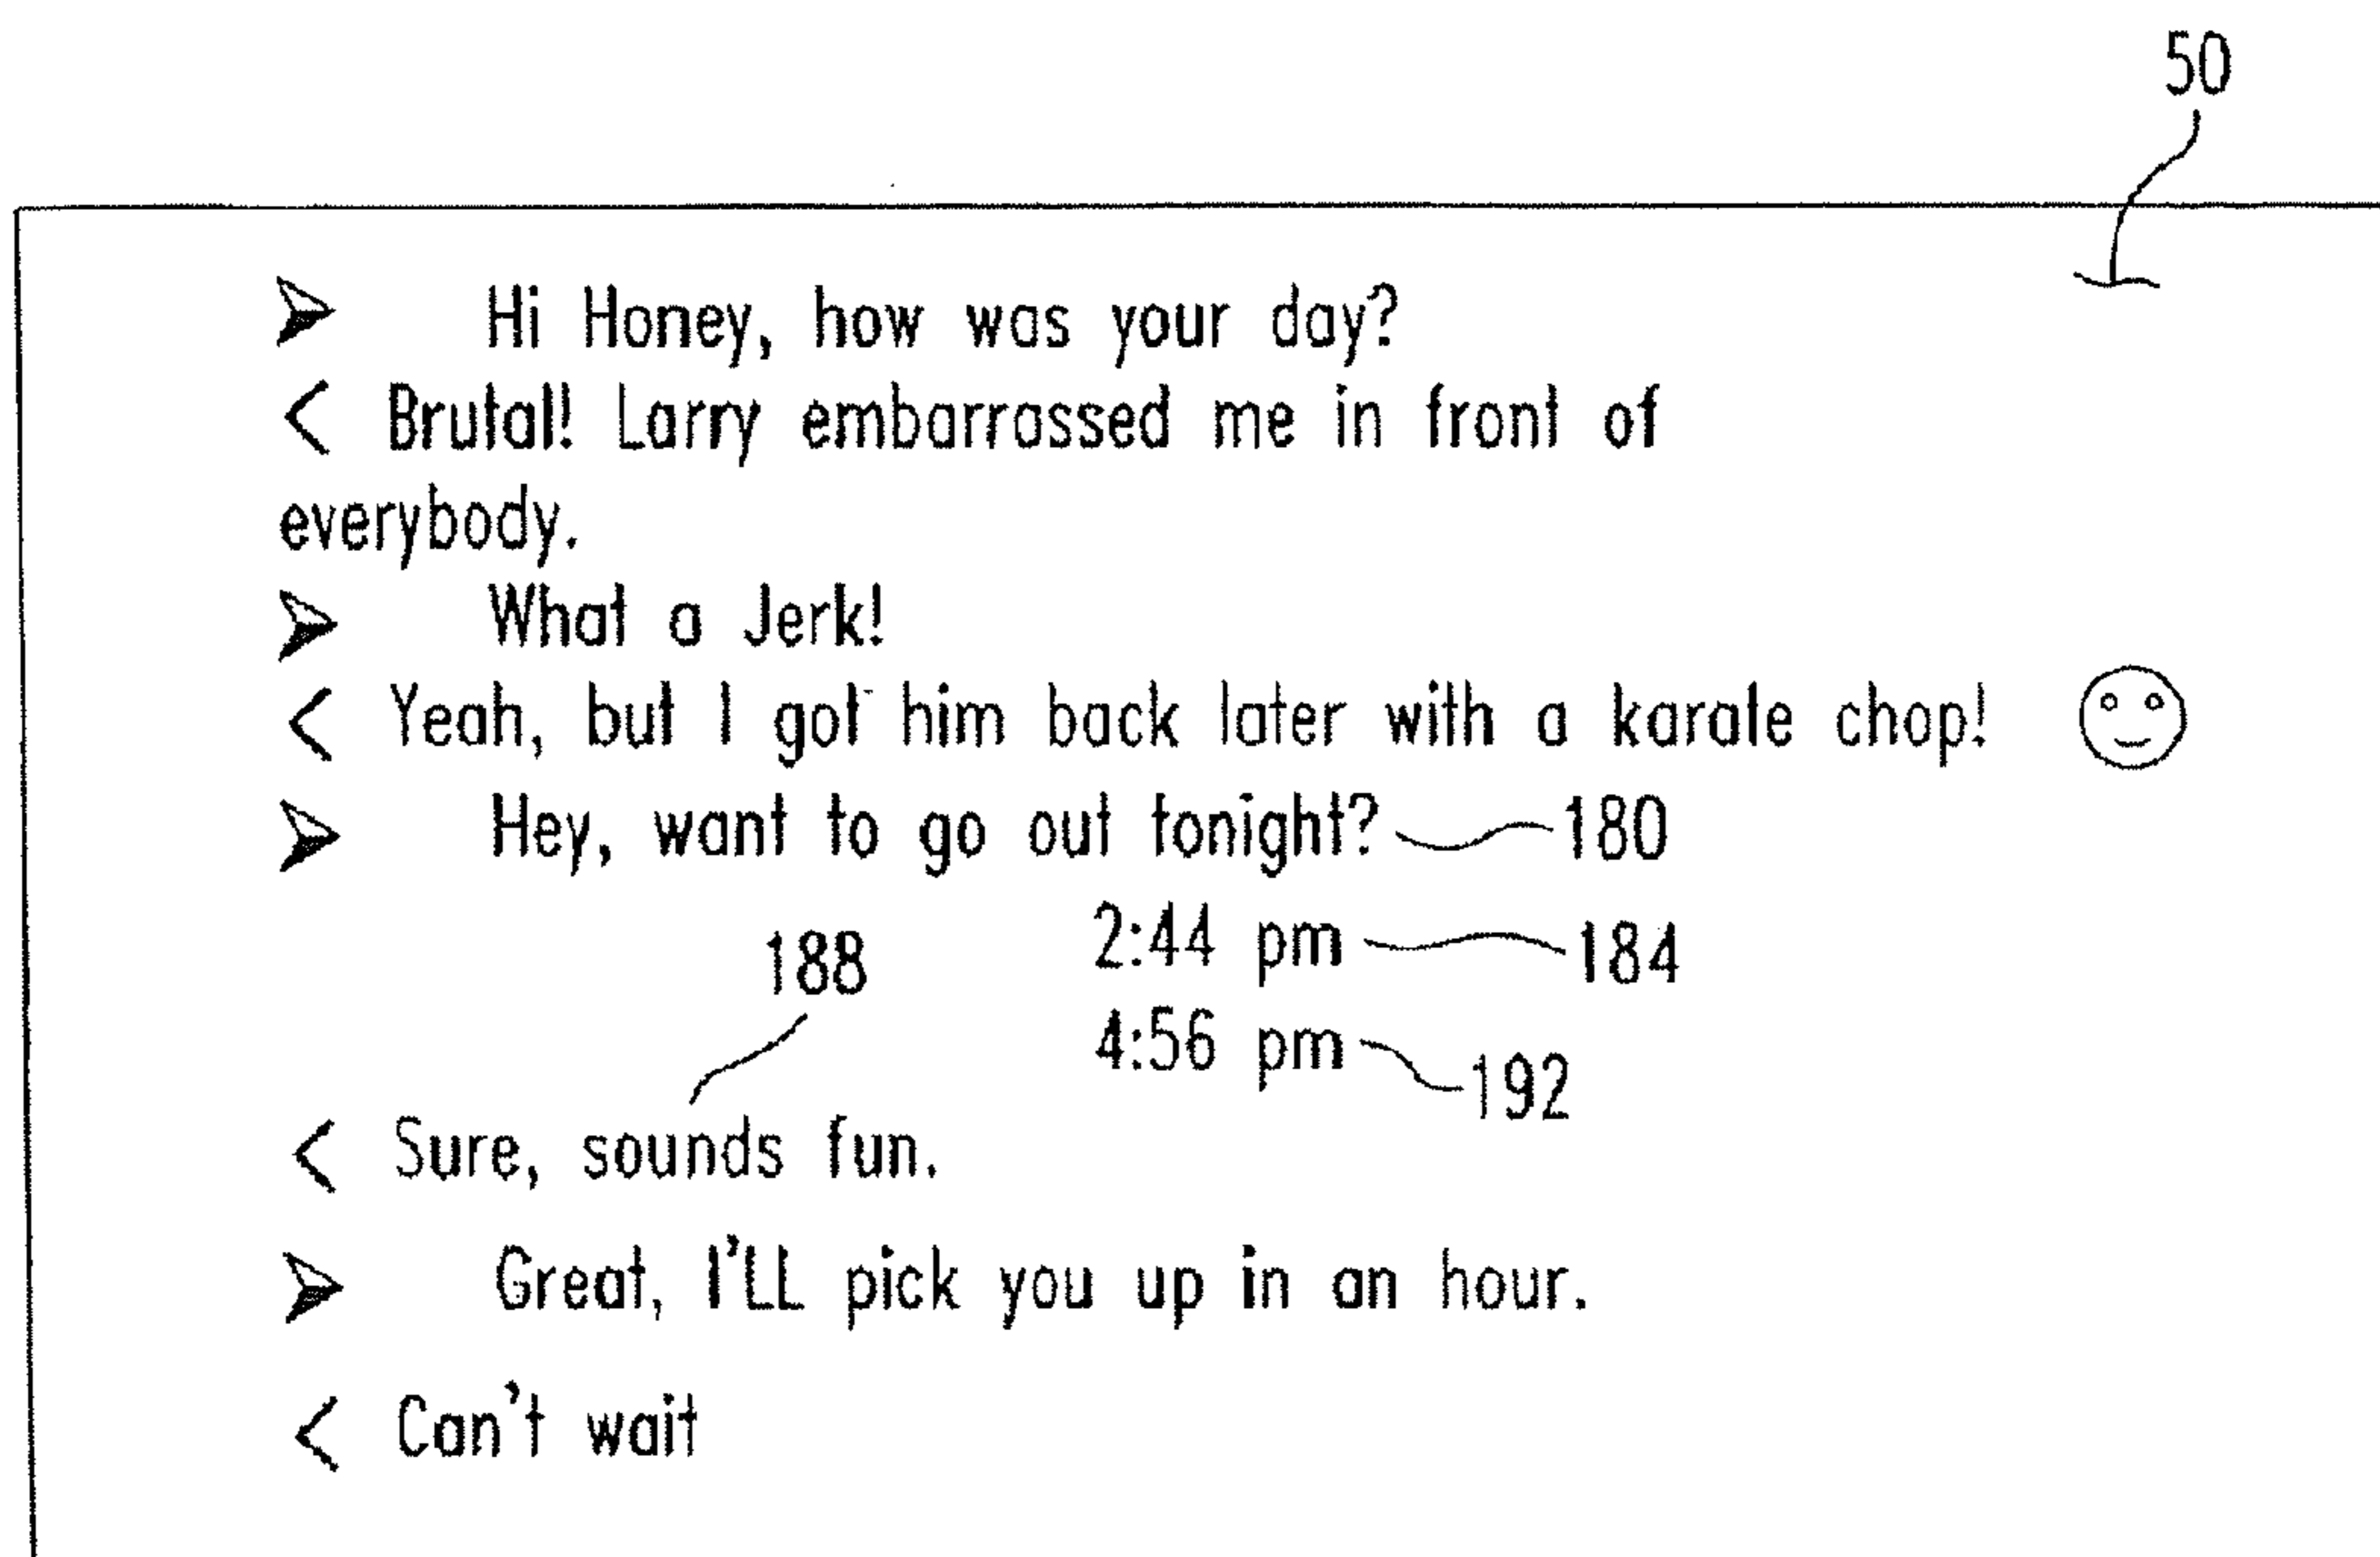 50
➢ Hi Honey, how was your day?
< Brutal! Larry embarrassed me in front of
everybody.
➢ What a Jerk!
< Yeah, but I got him back later with a karate chop! ☺
➢ Hey, want to go out tonight? 180
2:44 pm 184
188
4:56 pm 192
< Sure, sounds fun.
➢ Great, I'LL pick you up in an hour.
< Can't wait